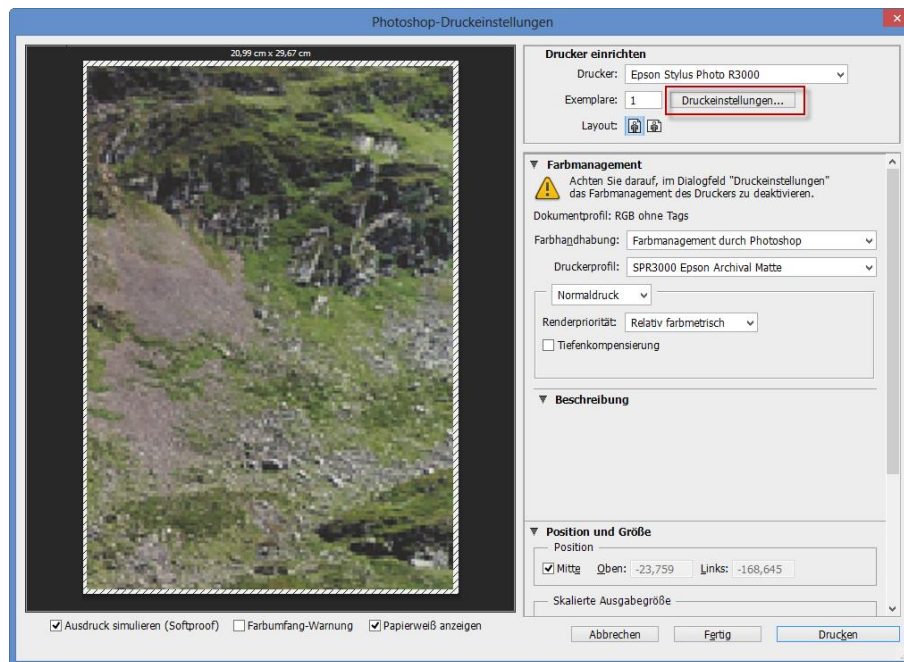 Photoshop-Druckeinstellungen
20,99 cm x 29,67 cm
Drucker einrichten
Drucker: Epson Stylus Photo R3000
Exemplare: 1 Druckeinstellungen...
Layout:
Farbmanagement
Achten Sie darauf, im Dialogfeld "Druckeinstellungen"
das Farbmanagement des Druckers zu deaktivieren.
Dokumentprofil: RGB ohne Tags
Farbhandhabung: Farbmanagement durch Photoshop
Druckerprofil: SPR3000 Epson Archival Matte
Normaldruck
Renderpriorität: Relativ farbmetrisch
Tiefenkompensierung
Beschreibung
Position und Größe
Position
Mitte Oben: -23,759 Links: -168,645
Skalierte Ausgabegröße
Ausdruck simulieren (Softproof) Farbumfang-Warnung Papierweiß anzeigen
Abbrechen Fertig Drucken